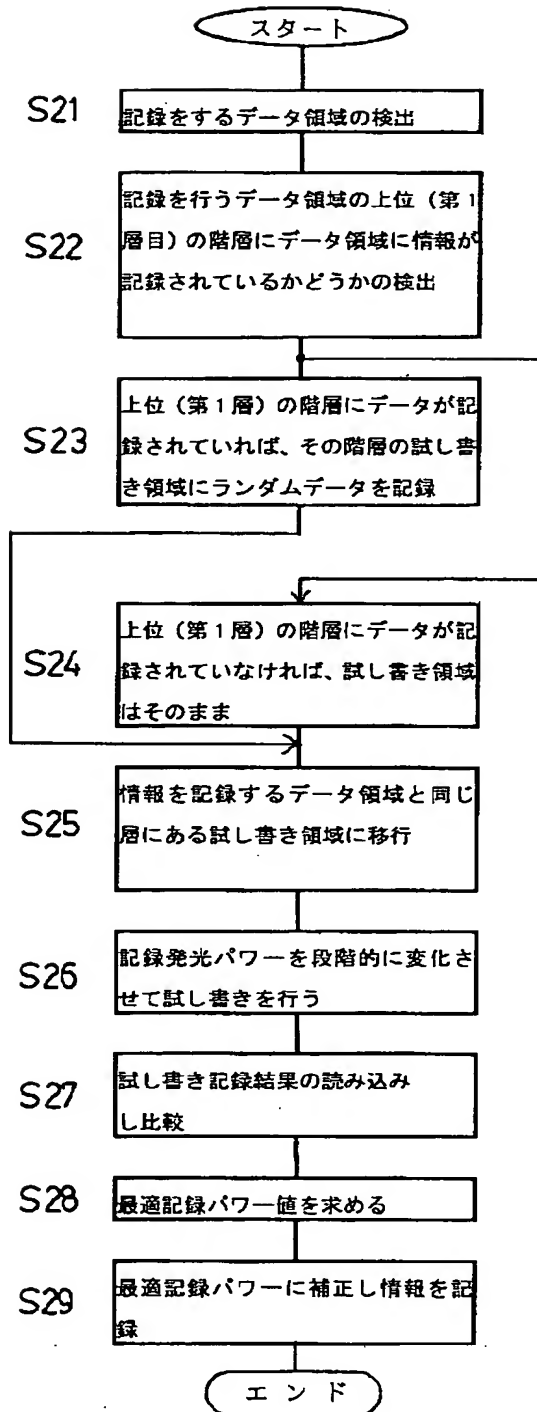 スタート
S21
記録をするデータ領域の検出
S22
記録を行うデータ領域の上位(第1
層目)の階層にデータ領域に情報が
記録されているかどうかの検出
S23
上位(第1層)の階層にデータが記
録されていれば、その階層の試し書
き領域にランダムデータを記録
S24
上位(第1層)の階層にデータが記
録されていなければ、試し書き領域
はそのまま
S25
情報を記録するデータ領域と同じ
層にある試し書き領域に移行
S26
記録発光パワーを段階的に変化さ
せて試し書きを行う
S27
試し書き記録結果の読み込み
し比較
S28
最適記録パワー値を求める
S29
最適記録パワーに補正し情報を記
録
エンド